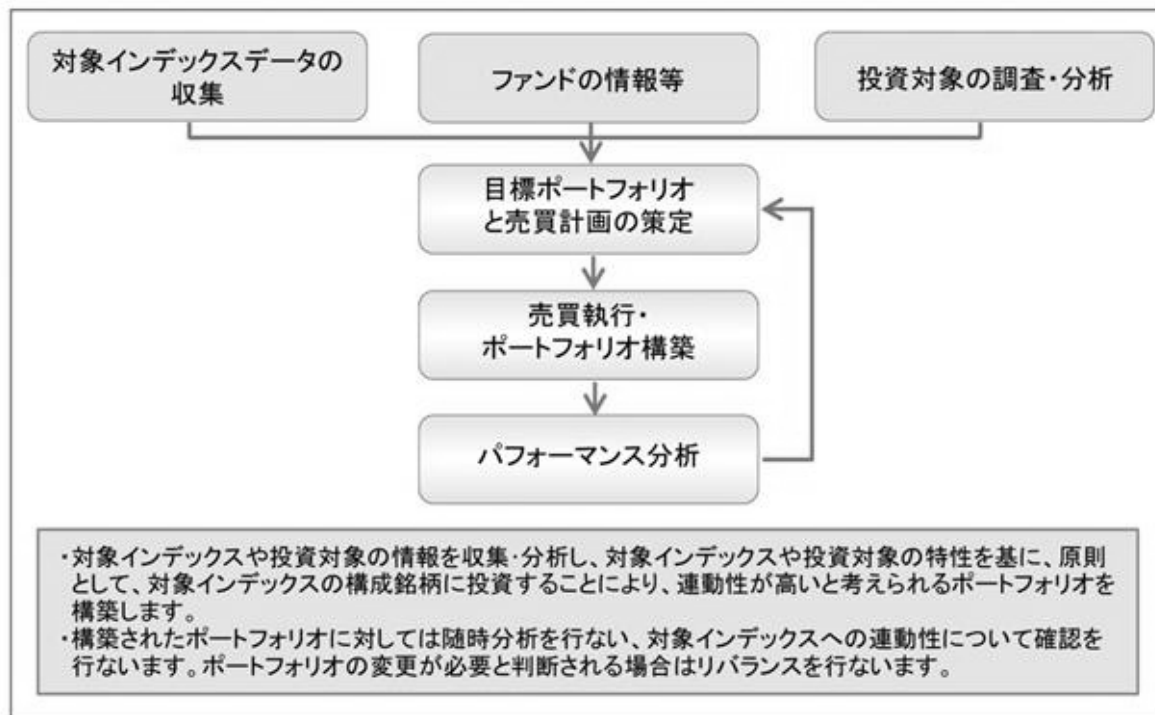 対象インデックスデータの
収集
ファンドの情報等
投資対象の調査・分析
目標ポートフォリオ
と売買計画の策定
売買執行・
ポートフォリオ構築
パフォーマンス分析
・対象インデックスや投資対象の情報を収集・分析し、対象インデックスや投資対象の特性を基に、原則
として、対象インデックスの構成銘柄に投資することにより、連動性が高いと考えられるポートフォリオを
構築します。
・構築されたポートフォリオに対しては随時分析を行ない、対象インデックスへの連動性について確認を
行ないます。ポートフォリオの変更が必要と判断される場合はリバランスを行ないます。